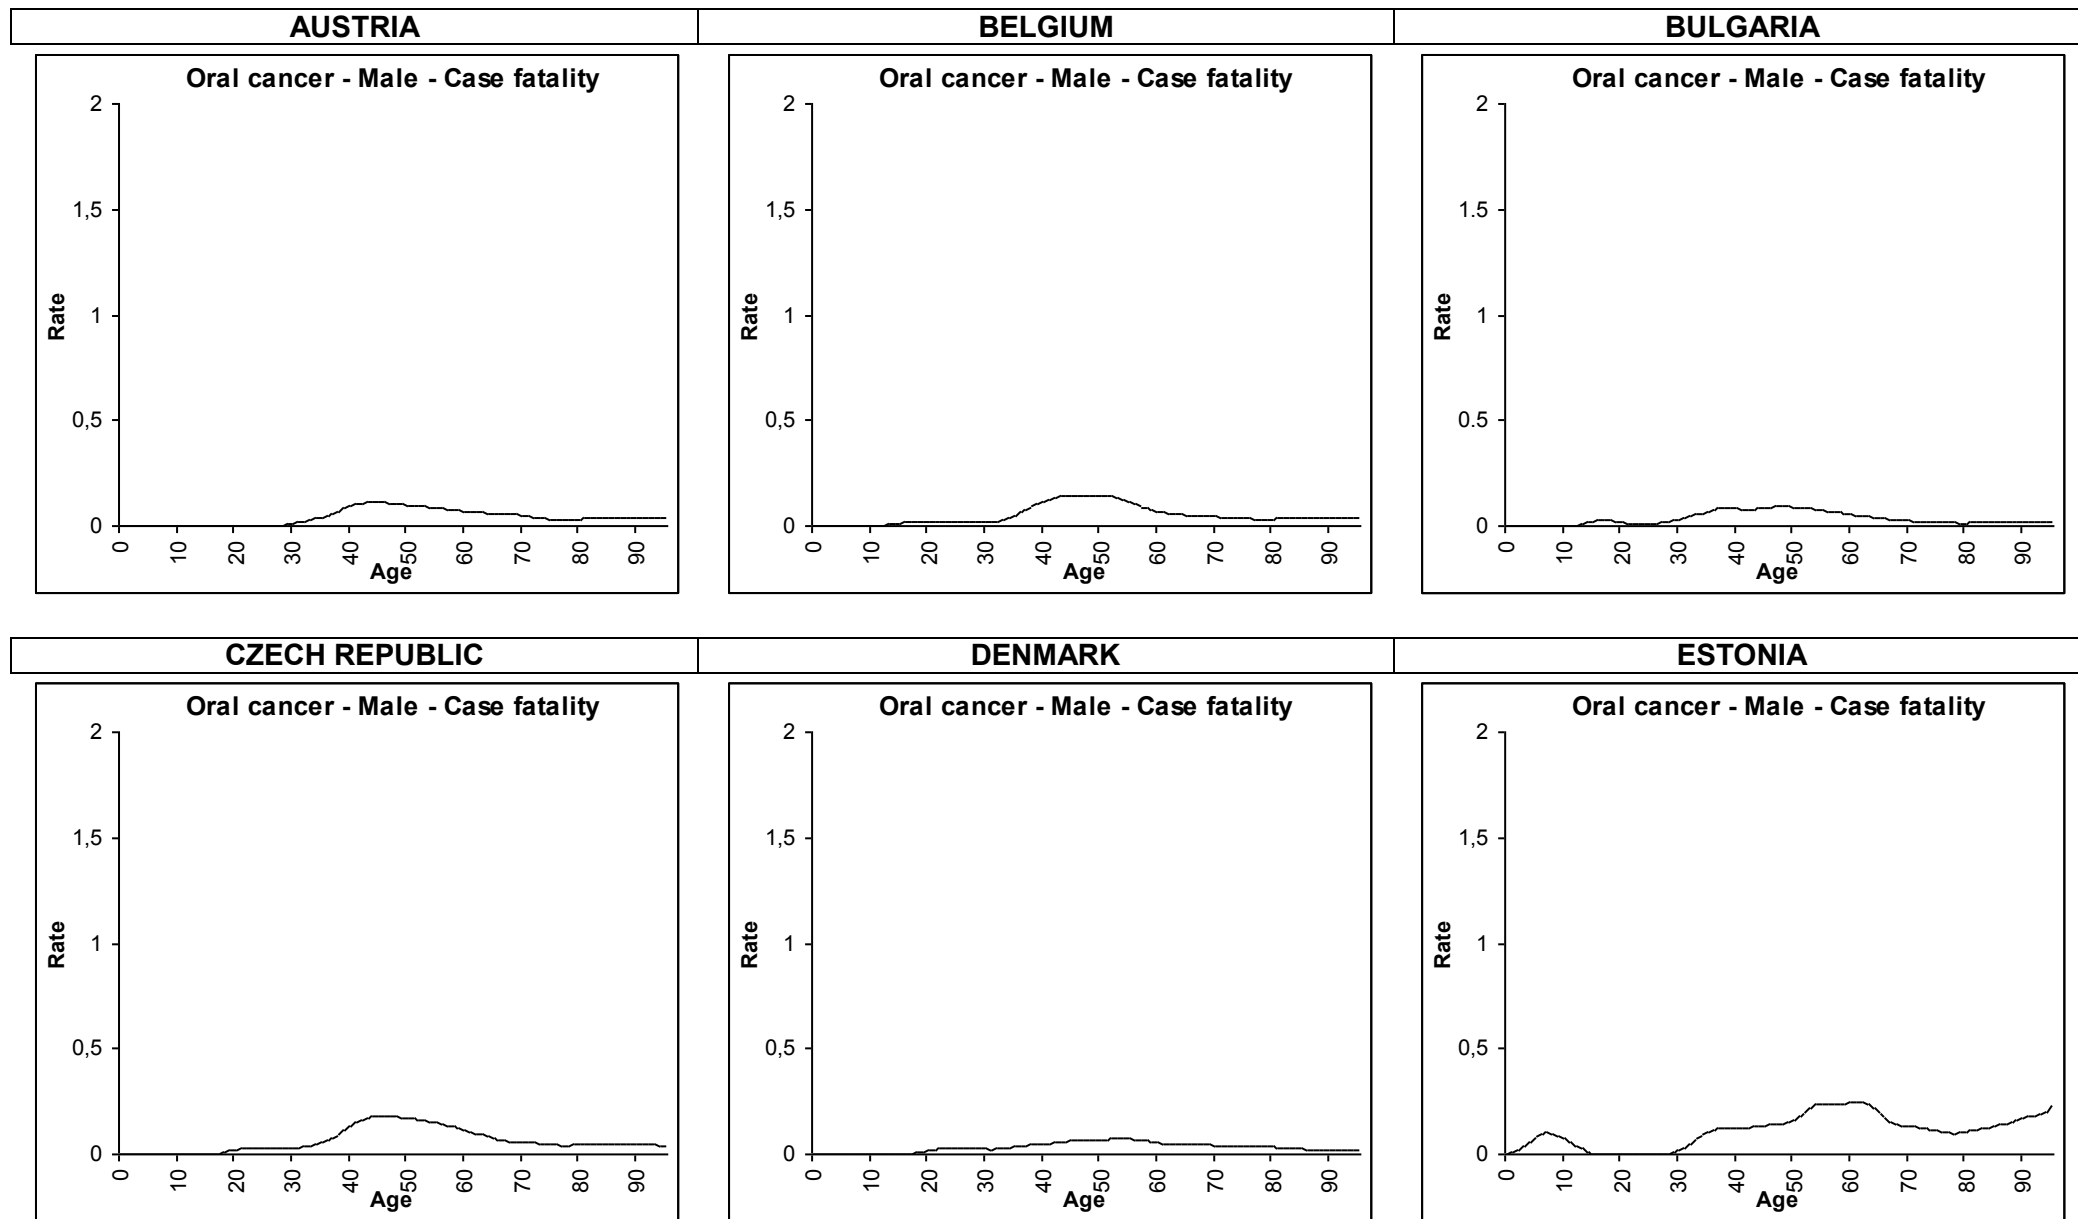 AUSTRIA BELGIUM BULGARIA
Oral cancer - Male - Case fatality
2
1,5
1
0,5
0
Rate
0 10 20 30 40 50 60 70 80 90
Age
Oral cancer - Male - Case fatality
2
1,5
1
0,5
0
Rate
0 10 20 30 40 50 60 70 80 90
Age
Oral cancer - Male - Case fatality
2
1.5
1
0.5
0
Rate
0 10 20 30 40 50 60 70 80 90
Age
CZECH REPUBLIC DENMARK ESTONIA
Oral cancer - Male - Case fatality
2
1,5
1
0,5
0
Rate
0 10 20 30 40 50 60 70 80 90
Age
Oral cancer - Male - Case fatality
2
1,5
1
0,5
0
Rate
0 10 20 30 40 50 60 70 80 90
Age
Oral cancer - Male - Case fatality
2
1,5
1
0,5
0
Rate
0 10 20 30 40 50 60 70 80 90
Age